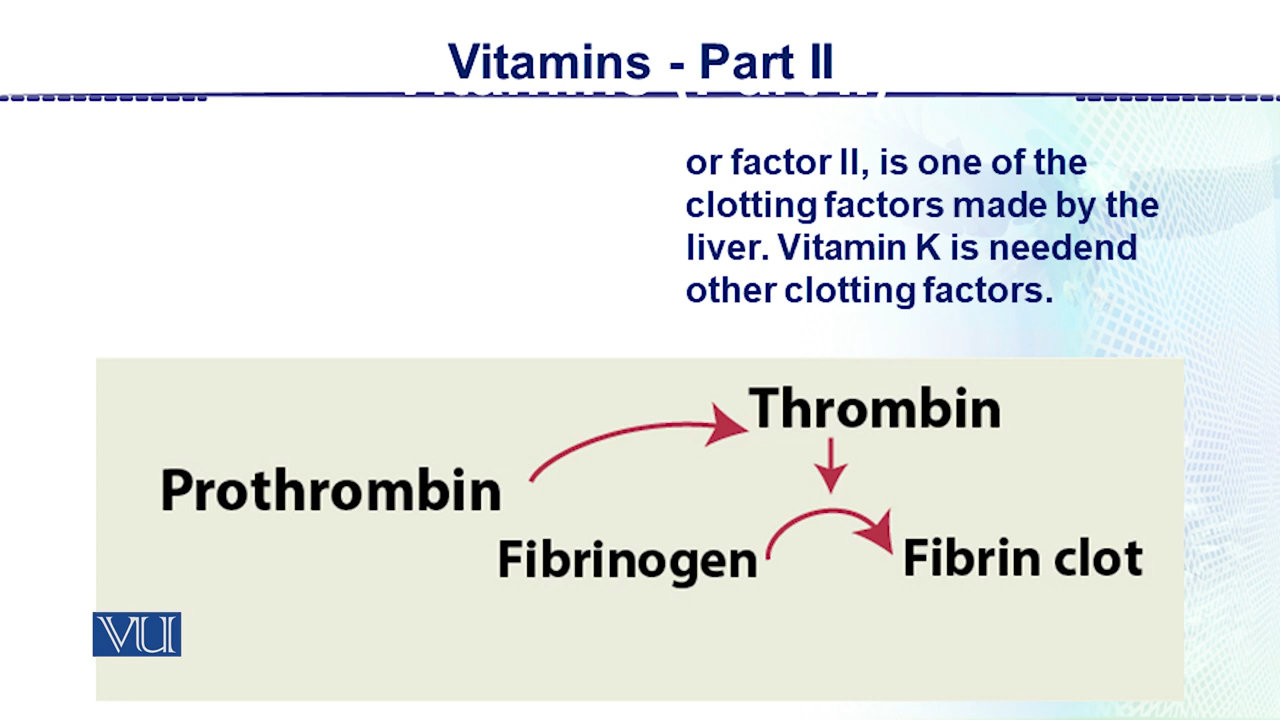 Vitamins - Part II
or factor II, is one of the
clotting factors made by the
liver. Vitamin K is needend
other clotting factors.
Thrombin
Prothrombin
Fibrinogen
Fibrin clot
VU